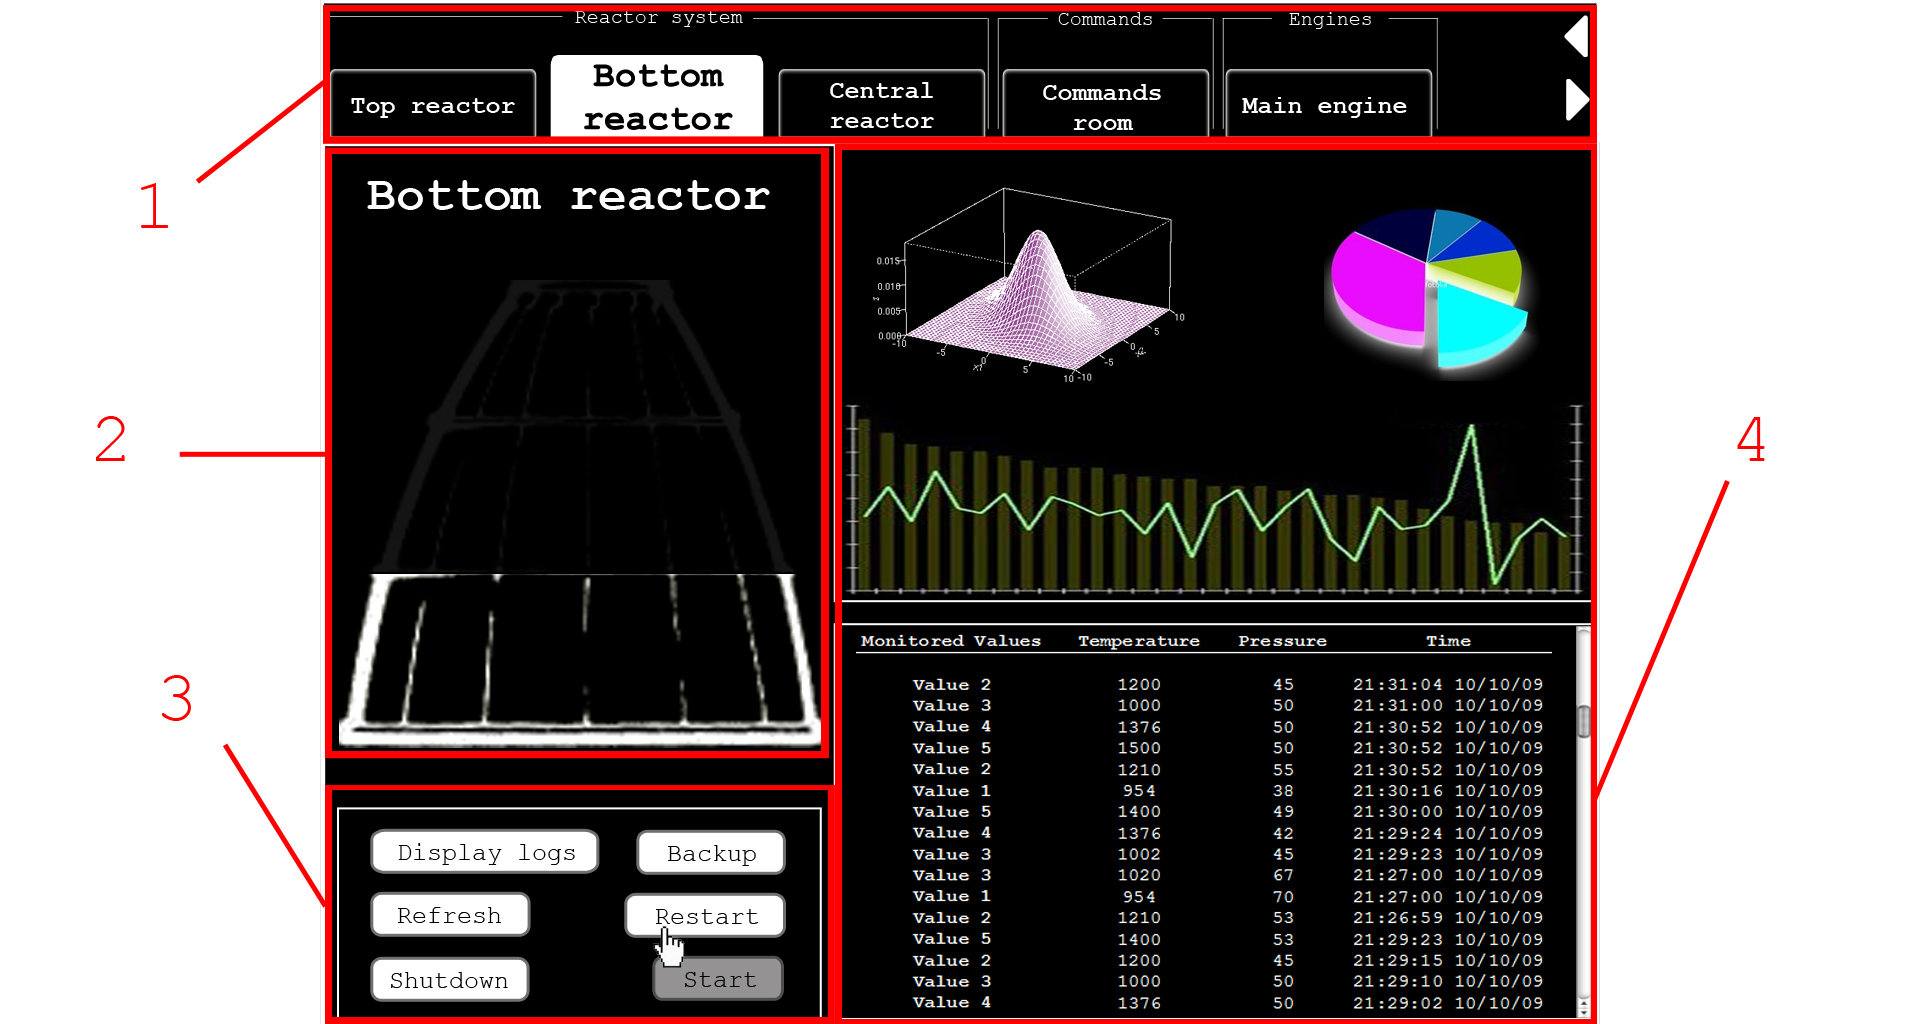 Reactor system
Commands
Engines
Top reactor
Bottom
reactor
Central
reactor
Commands
room
Main engine
1
Bottom reactor
2
3
4
0.015
0.010
0.005
0.000
-10
-5
0
5
10
x1
-10
-5
0
5
10
x2
z
Monitored Values Temperature Pressure Time
Value 2 1200 45 21:31:04 10/10/09
Value 3 1000 50 21:31:00 10/10/09
Value 4 1376 50 21:30:52 10/10/09
Value 5 1500 50 21:30:52 10/10/09
Value 2 1210 55 21:30:52 10/10/09
Value 1 954 38 21:30:16 10/10/09
Value 5 1400 49 21:30:00 10/10/09
Value 4 1376 42 21:29:24 10/10/09
Value 3 1002 45 21:29:23 10/10/09
Value 3 1020 67 21:27:00 10/10/09
Value 1 954 70 21:27:00 10/10/09
Value 2 1210 53 21:26:59 10/10/09
Value 5 1400 53 21:29:23 10/10/09
Value 2 1200 45 21:29:15 10/10/09
Value 3 1000 50 21:29:10 10/10/09
Value 4 1376 50 21:29:02 10/10/09
Display logs
Backup
Refresh
Restart
Shutdown
Start